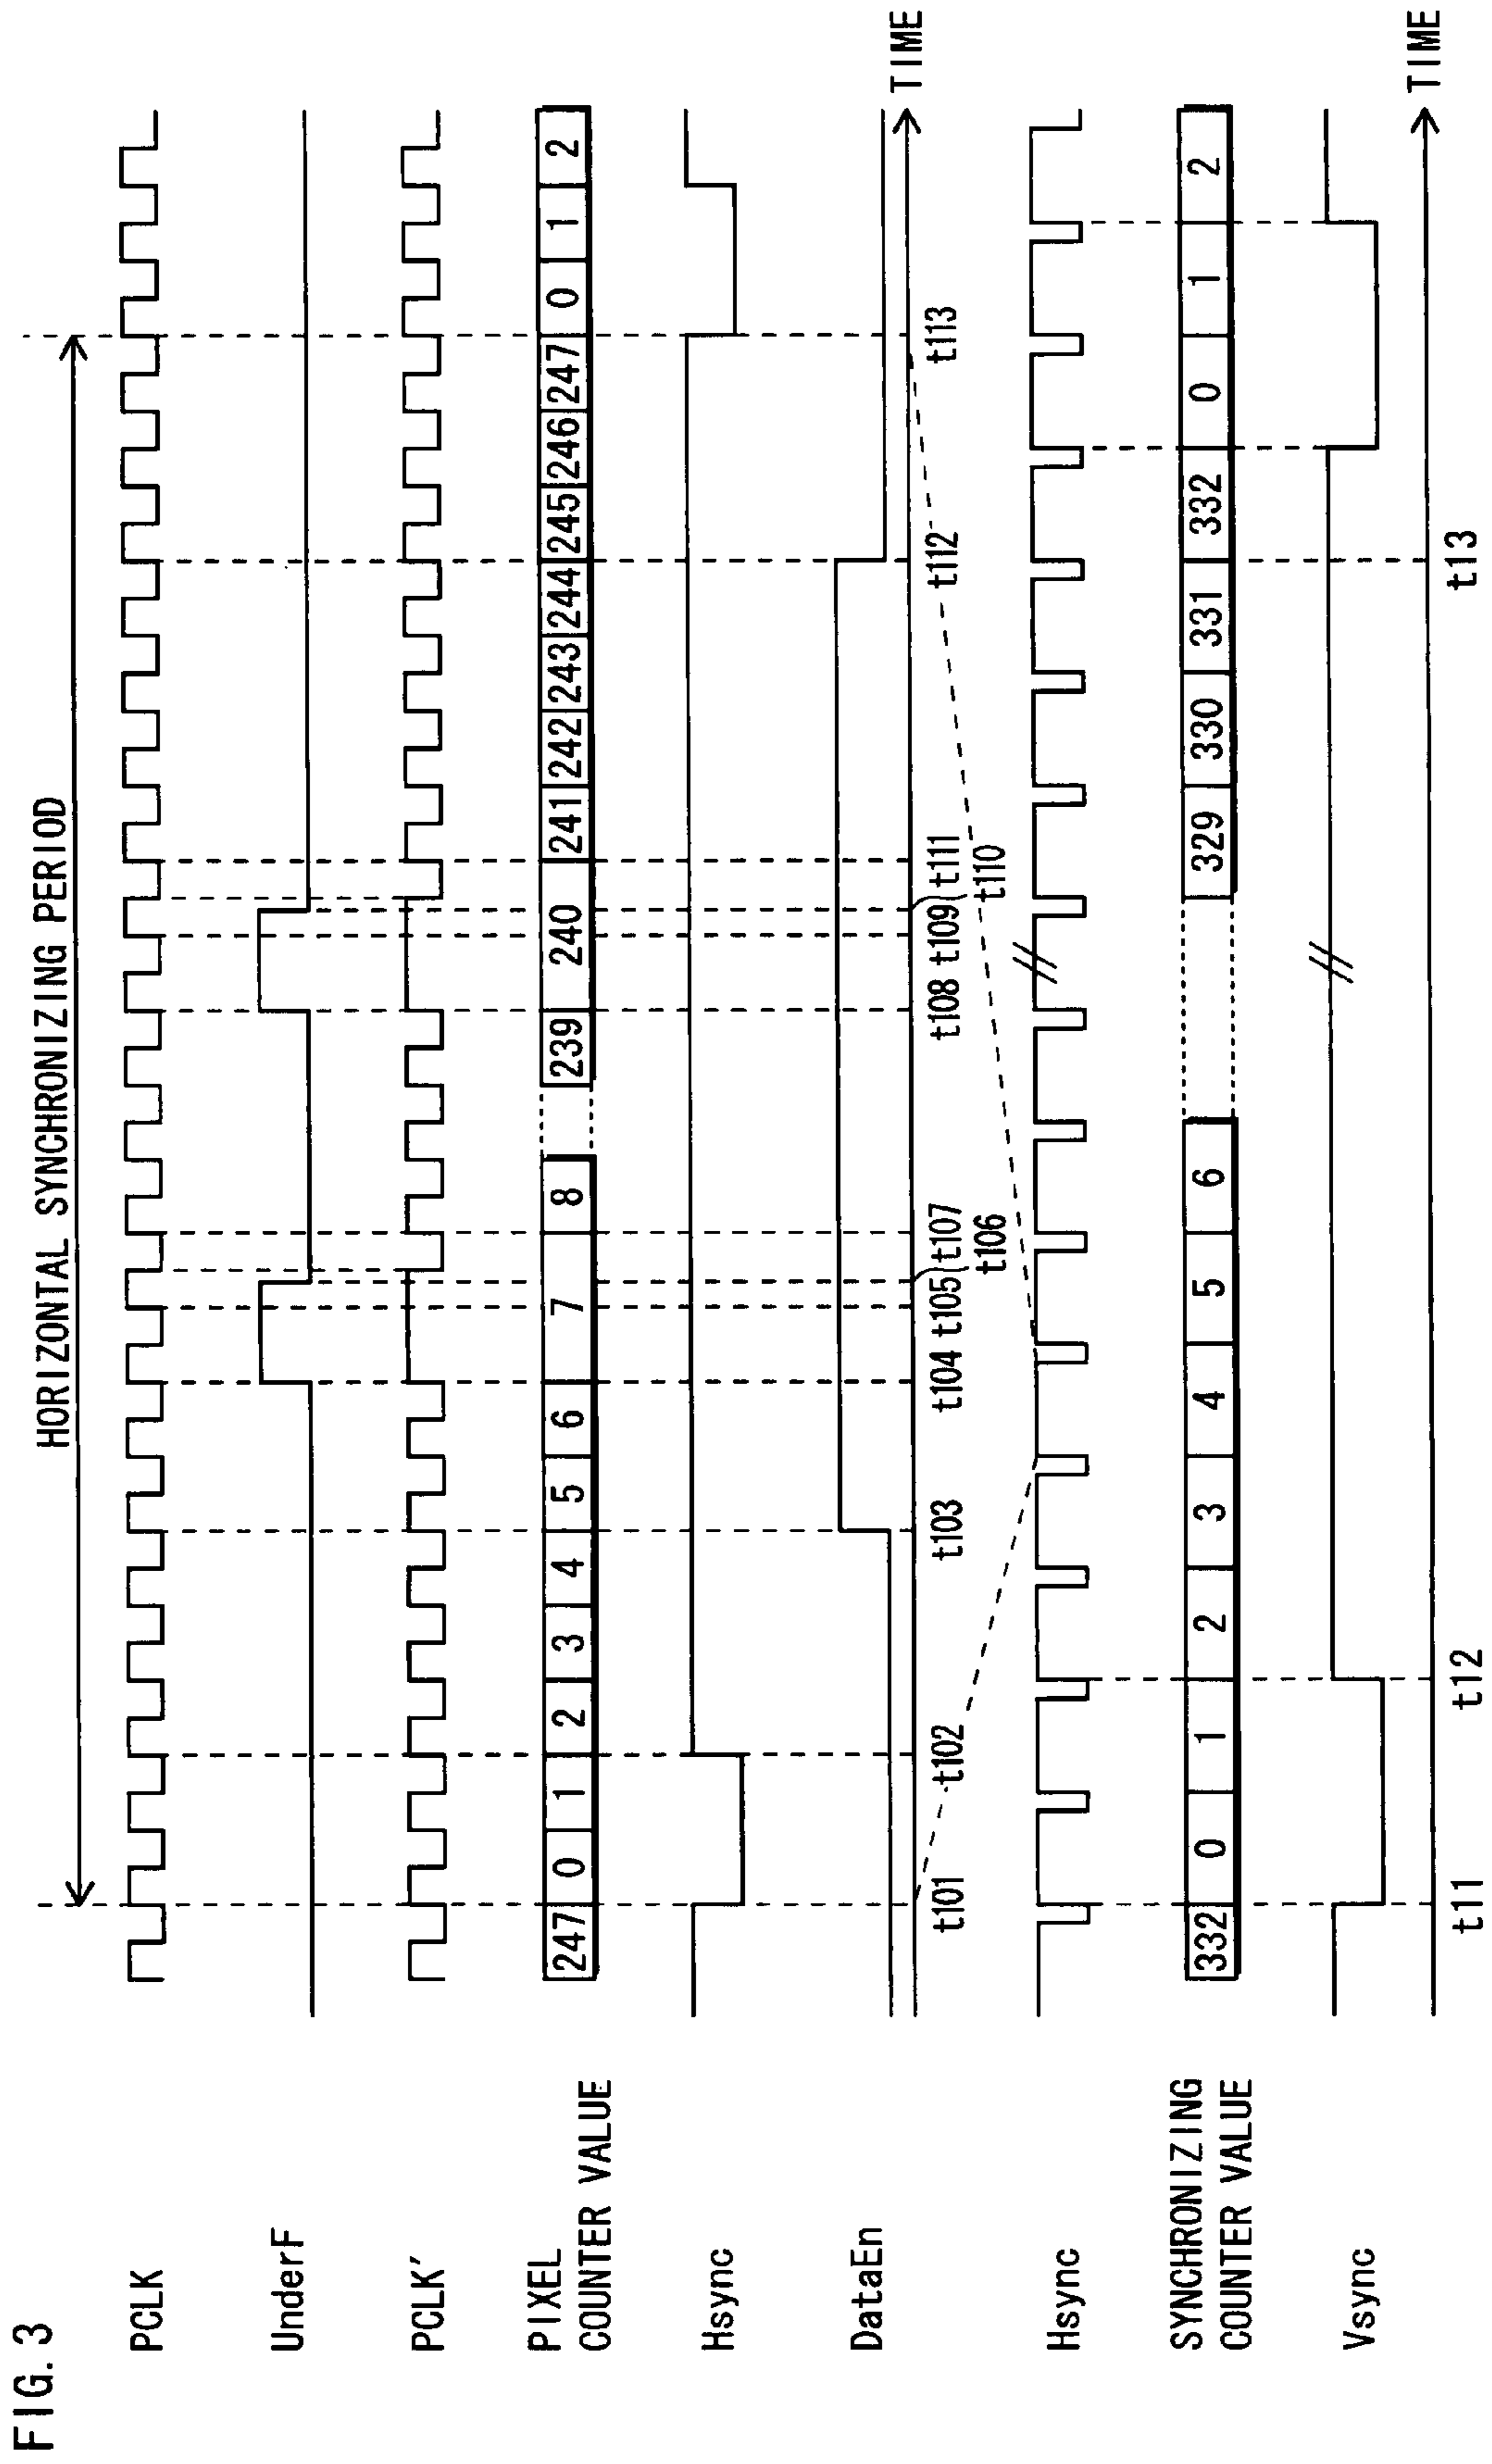 FIG. 3
HORIZONTAL SYNCHRONIZING PERIOD
PCLK
UnderF
PCLK'
PIXEL
COUNTER VALUE
247 0 1 2 3 4 5 6 7 8 239 240 241 242 243 244 245 246 247 0 1 2
Hsync
DataEn
TIME
t101 t102 t103 t104 t105 t107 t108 t109 t111 t112 t113
t106 t110
Hsync
SYNCHRONIZING
COUNTER VALUE
332 0 1 2 3 4 5 6 329 330 331 332 0 1 2
Vsync
TIME
t11 t12 t13